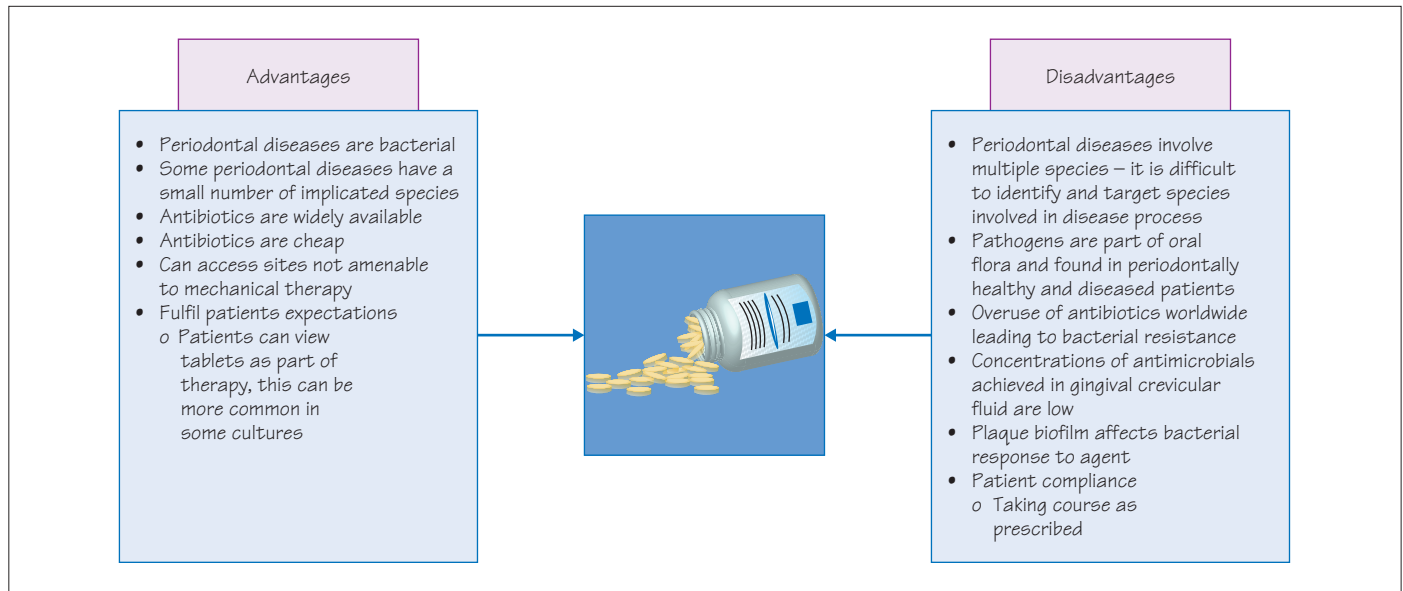 Advantages
• Periodontal diseases are bacterial
• Some periodontal diseases have a
small number of implicated species
• Antibiotics are widely available
• Antibiotics are cheap
• Can access sites not amenable
to mechanical therapy
• Fulfil patients expectations
o Patients can view
tablets as part of
therapy, this can be
more common in
some cultures
Disadvantages
• Periodontal diseases involve
multiple species – it is difficult
to identify and target species
involved in disease process
• Pathogens are part of oral
flora and found in periodontally
healthy and diseased patients
• Overuse of antibiotics worldwide
leading to bacterial resistance
• Concentrations of antimicrobials
achieved in gingival crevicular
fluid are low
• Plaque biofilm affects bacterial
response to agent
• Patient compliance
o Taking course as
prescribed